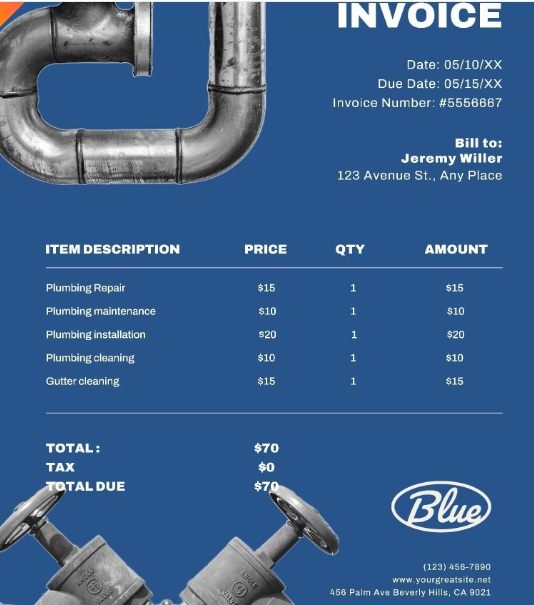 INVOICE
Date: 05/10/XX
Due Date: 05/15/XX
Invoice Number: #5556667
Bill to:
Jeremy Willer
123 Avenue St., Any Place
ITEM DESCRIPTION PRICE QTY AMOUNT
Plumbing Repair $15 1 $15
Plumbing maintenance $10 1 $10
Plumbing installation $20 1 $20
Plumbing cleaning $10 1 $10
Gutter cleaning $15 1 $15
TOTAL : $70
TAX $0
TOTAL DUE $70
Blue
(123) 456-7890
www.yourgreatsite.net
456 Palm Ave Beverly Hills, CA 9021